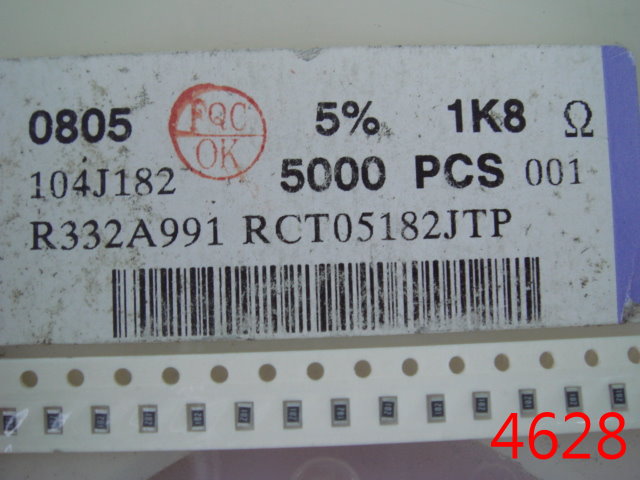 0805 FQC OK 5% 1K8 Ω
104J182 5000 PCS 001
R332A991 RCT05182JTP
4628